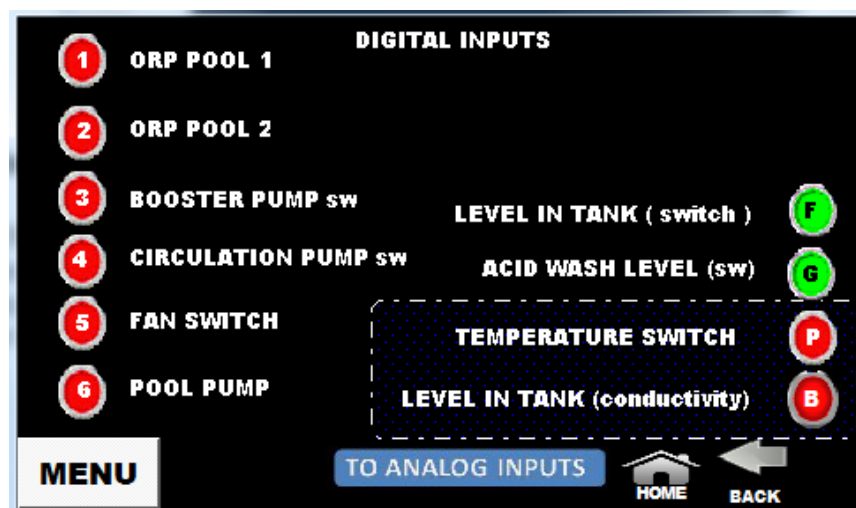 DIGITAL INPUTS
1 ORP POOL 1
2 ORP POOL 2
3 BOOSTER PUMP sw
4 CIRCULATION PUMP sw
5 FAN SWITCH
6 POOL PUMP
LEVEL IN TANK ( switch ) F
ACID WASH LEVEL (sw) G
TEMPERATURE SWITCH P
LEVEL IN TANK (conductivity) B
MENU
TO ANALOG INPUTS
HOME
BACK